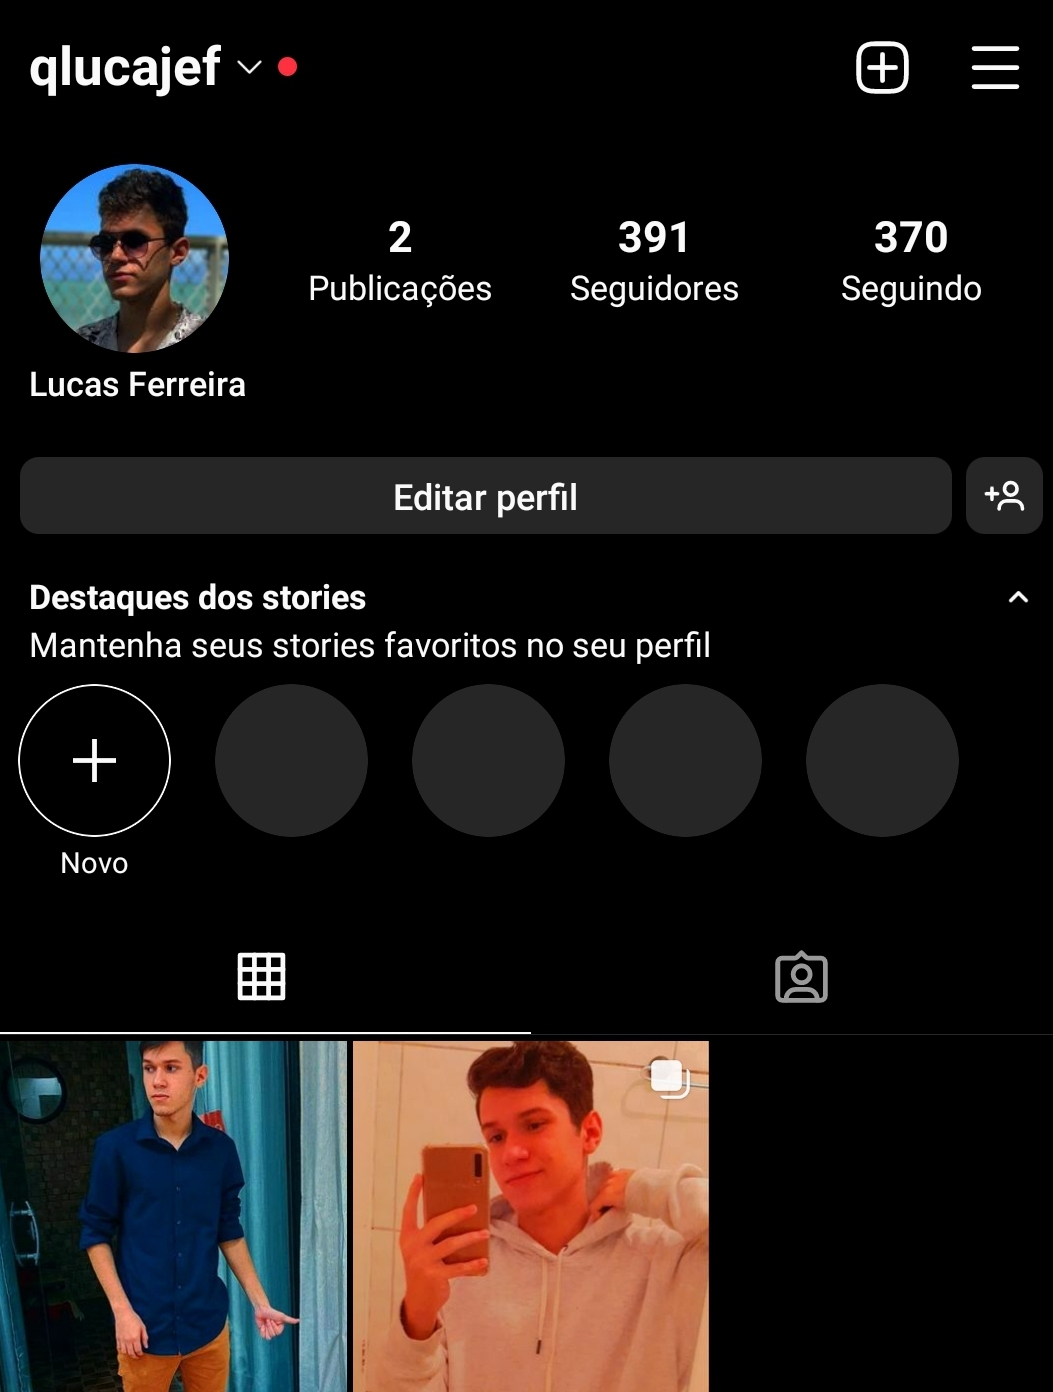 qlucajef
2 391 370
Publicações Seguidores Seguindo
Lucas Ferreira
Editar perfil
Destaques dos stories
Mantenha seus stories favoritos no seu perfil
Novo